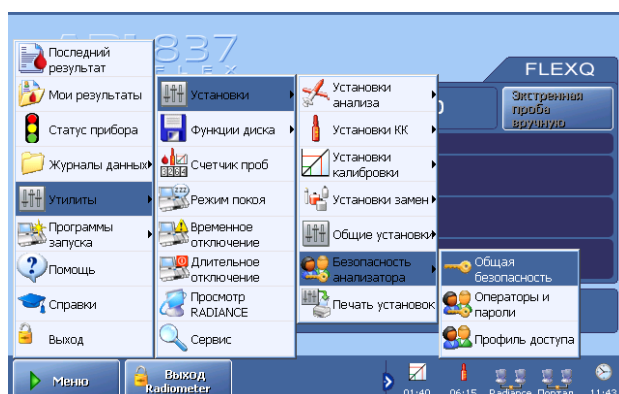 837
FLEX
FLEXQ
Экстренная
проба
вручную
Последний
результат
Мои результаты
Статус прибора
Журналы данных
Утилиты
Программы
запуска
Помощь
Справки
Выход
Установки
Функции диска
Счетчик проб
Режим покоя
Временное
отключение
Длительное
отключение
Просмотр
RADIANCE
Сервис
Установки
анализа
Установки КК
Установки
калибровки
Установки замен
Общие установки
Безопасность
анализатора
Печать установок
Общая
безопасность
Операторы и
пароли
Профиль доступа
Меню
Выход
Radiometer
01:40
06:15
Radiance
Портал
11:43